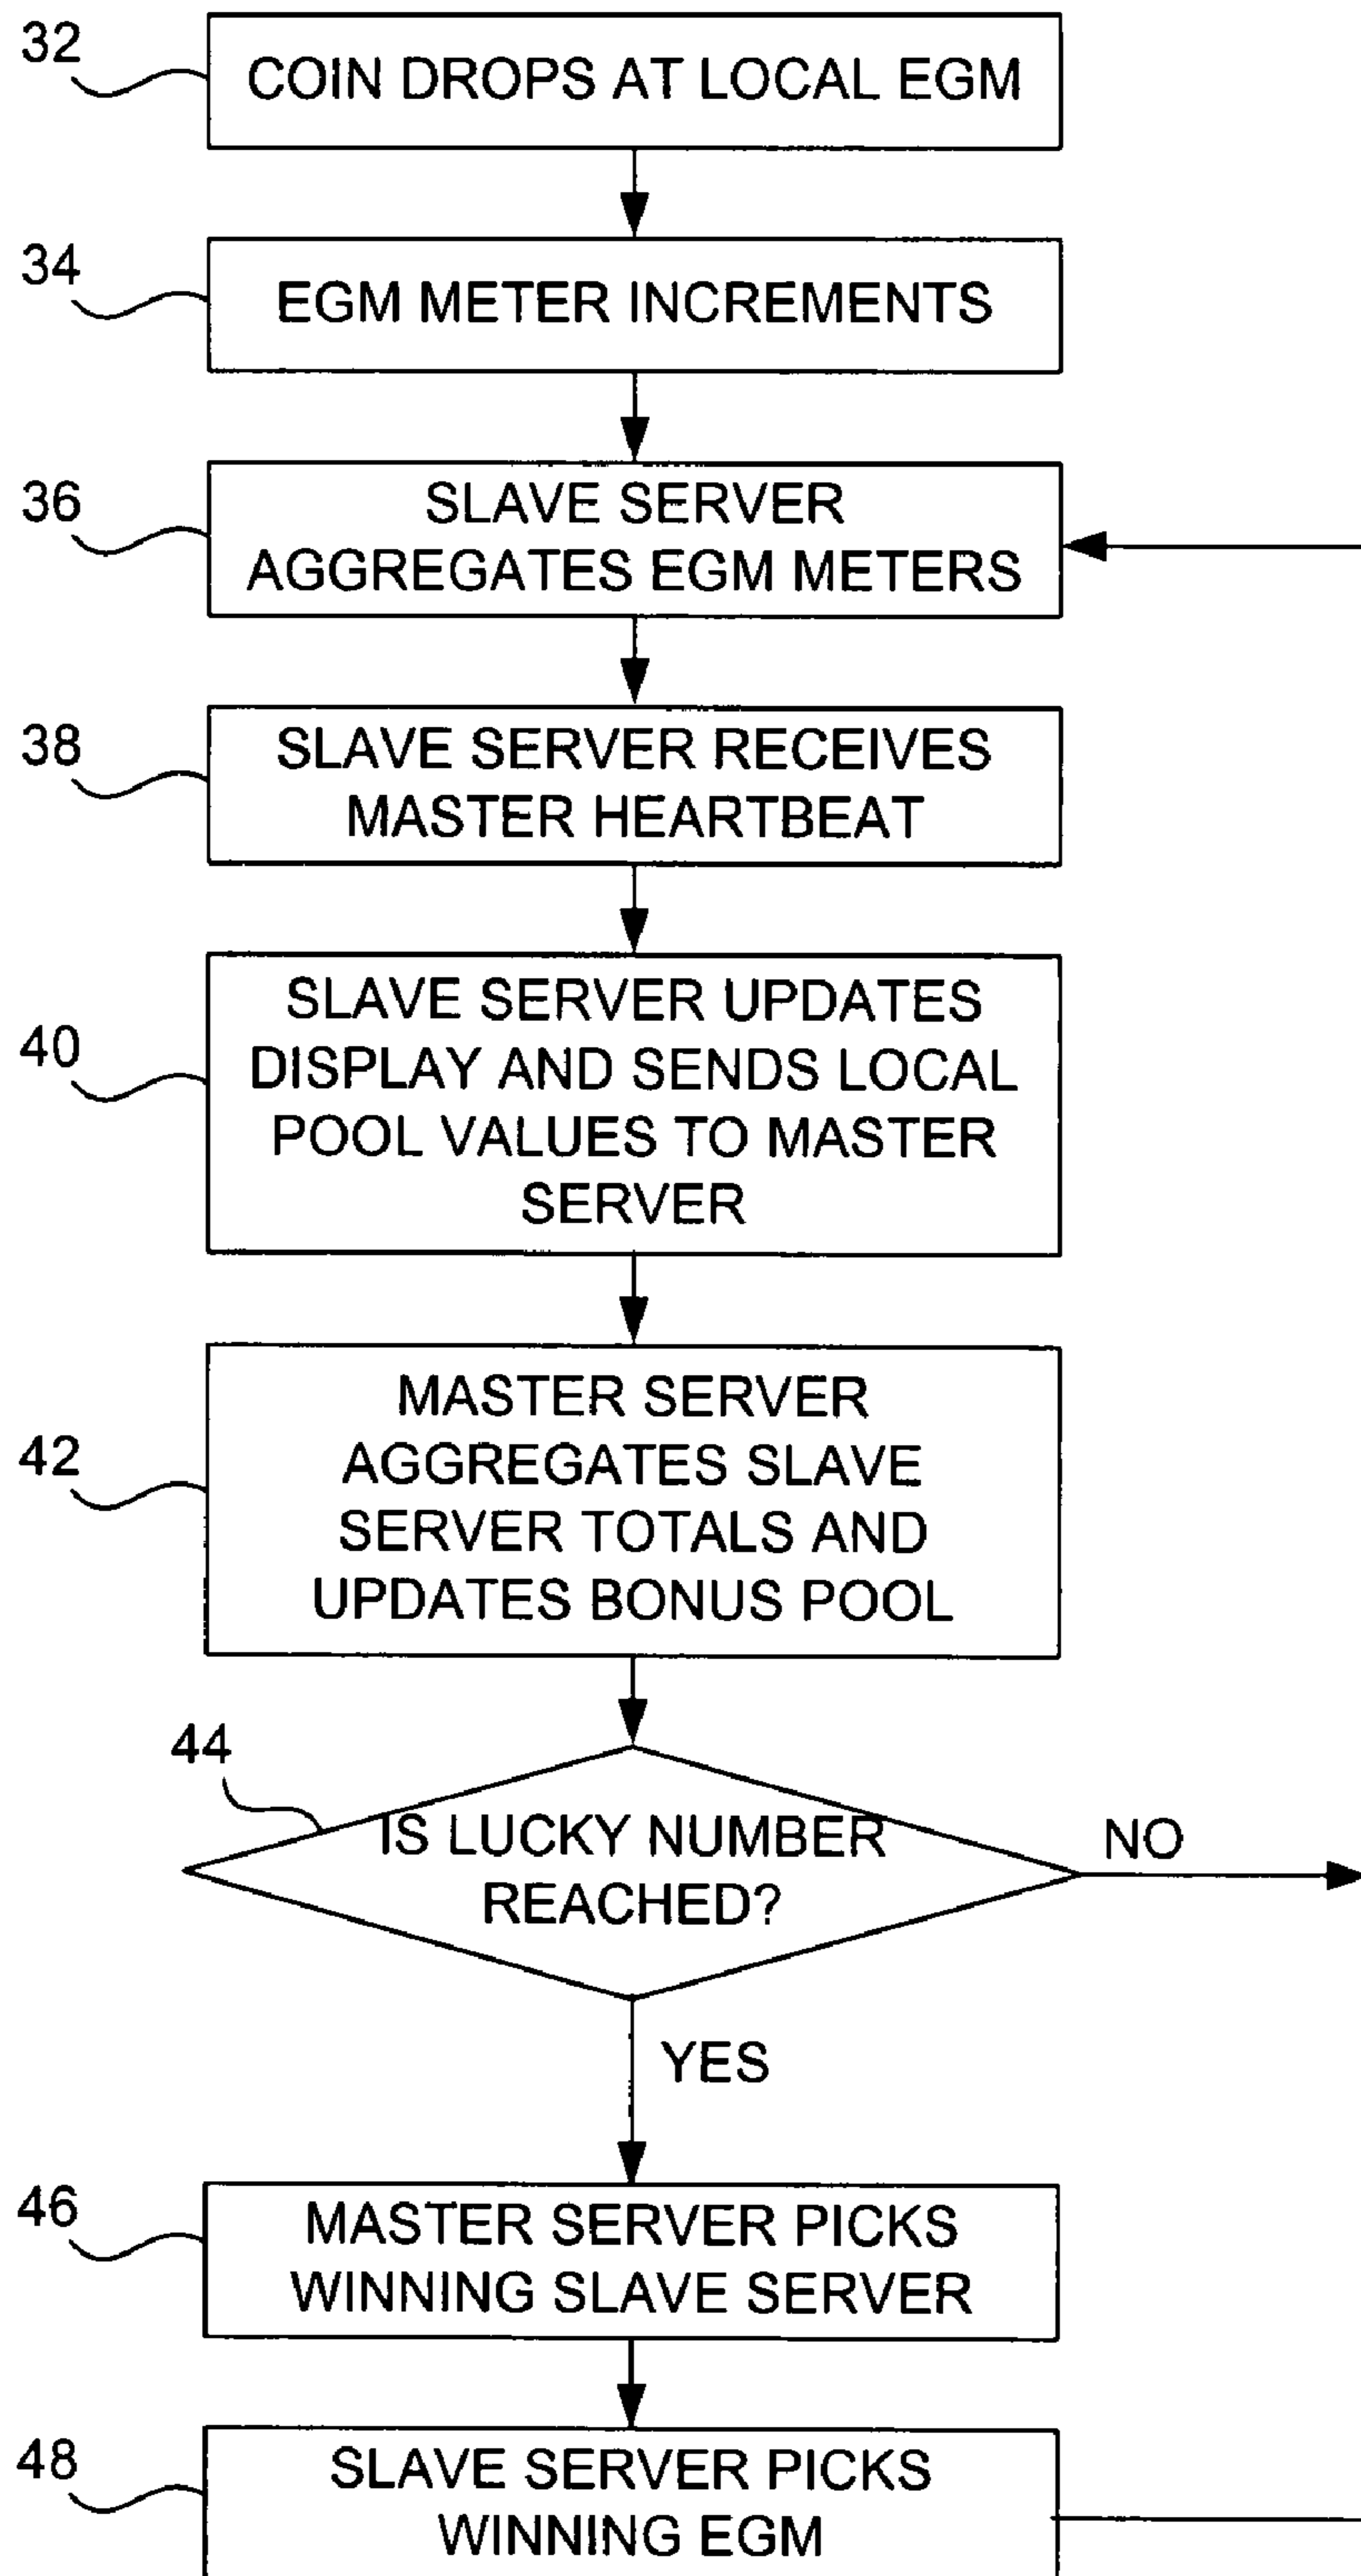 32
COIN DROPS AT LOCAL EGM
34
EGM METER INCREMENTS
36
SLAVE SERVER
AGGREGATES EGM METERS
38
SLAVE SERVER RECEIVES
MASTER HEARTBEAT
40
SLAVE SERVER UPDATES
DISPLAY AND SENDS LOCAL
POOL VALUES TO MASTER
SERVER
42
MASTER SERVER
AGGREGATES SLAVE
SERVER TOTALS AND
UPDATES BONUS POOL
44
IS LUCKY NUMBER
REACHED?
NO
YES
46
MASTER SERVER PICKS
WINNING SLAVE SERVER
48
SLAVE SERVER PICKS
WINNING EGM